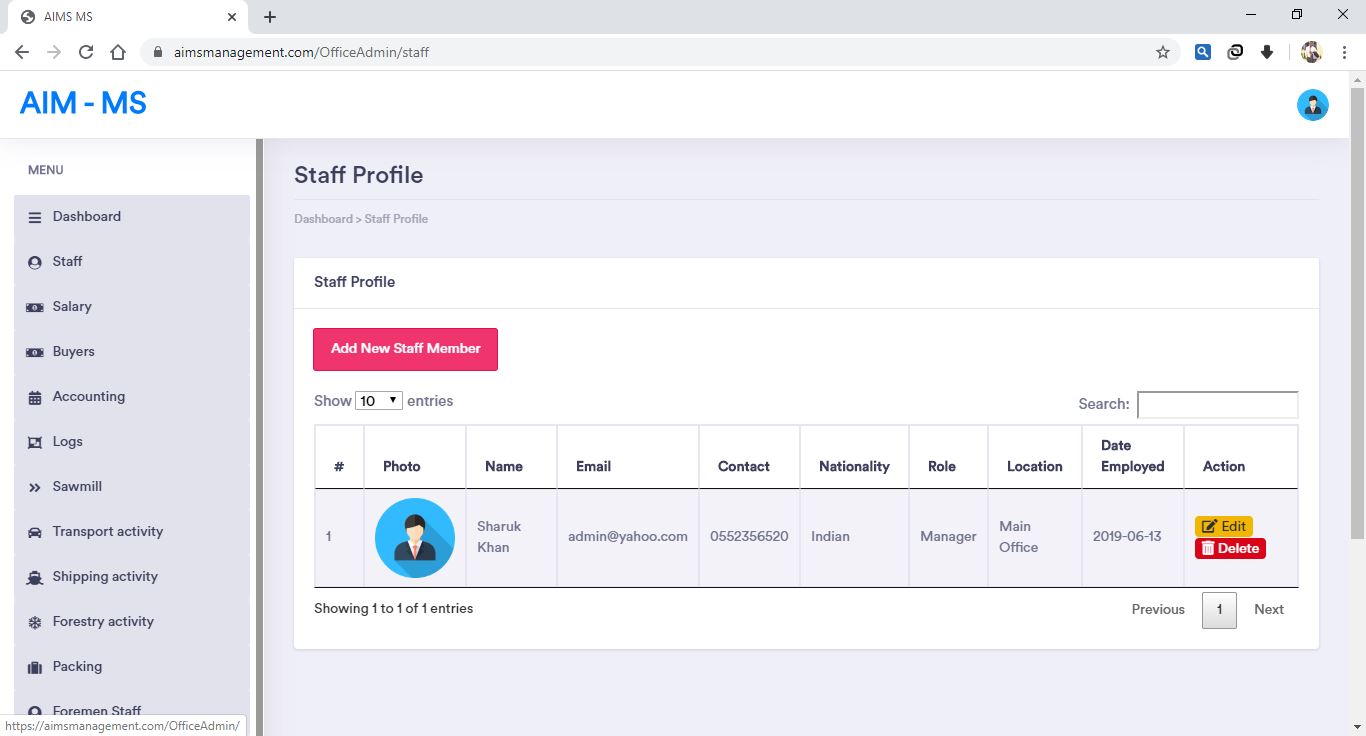 AIMS MS
aimsmanagement.com/OfficeAdmin/staff
AIM - MS
MENU
Dashboard
Staff
Salary
Buyers
Accounting
Logs
Sawmill
Transport activity
Shipping activity
Forestry activity
Packing
Foremen Staff
https://aimsmanagement.com/OfficeAdmin/
Staff Profile
Dashboard > Staff Profile
Staff Profile
Add New Staff Member
Show 10 entries
Search:
# Photo Name Email Contact Nationality Role Location Date Employed Action
1 Sharuk Khan admin@yahoo.com 0552356520 Indian Manager Main Office 2019-06-13 Edit Delete
Showing 1 to 1 of 1 entries
Previous 1 Next